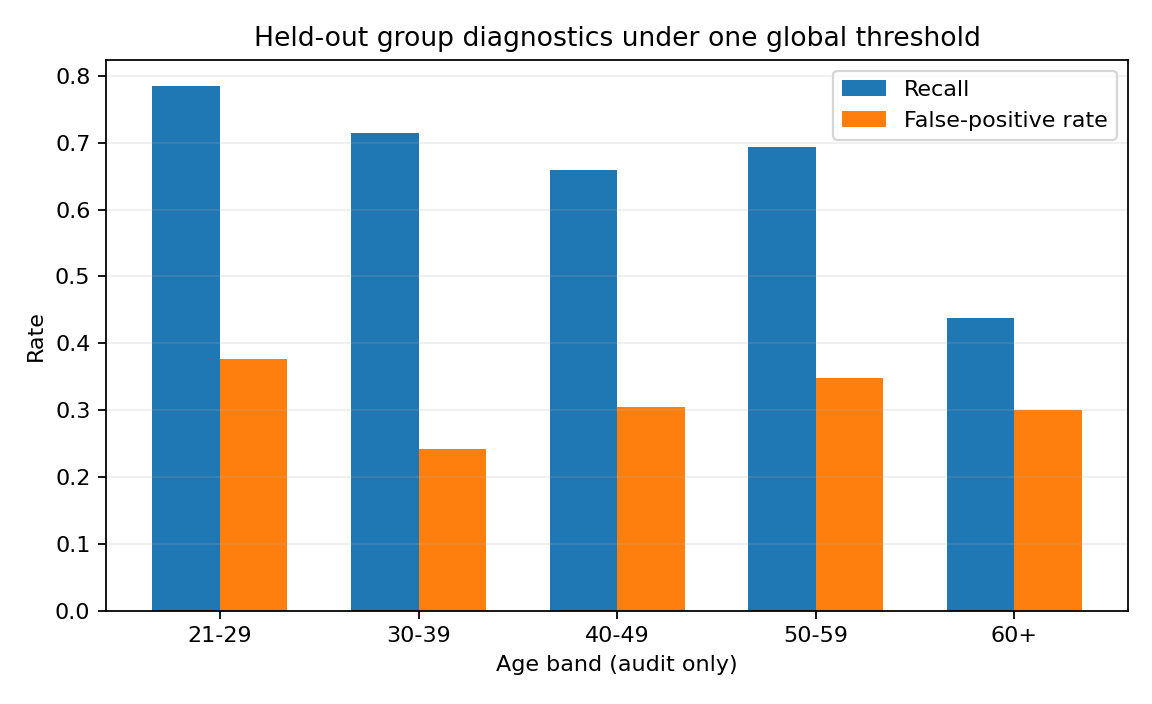 Held-out group diagnostics under one global threshold
Recall
False-positive rate
0.8
0.7
0.6
0.5
0.4
0.3
0.2
0.1
0.0
Rate
21-29
30-39
40-49
50-59
60+
Age band (audit only)